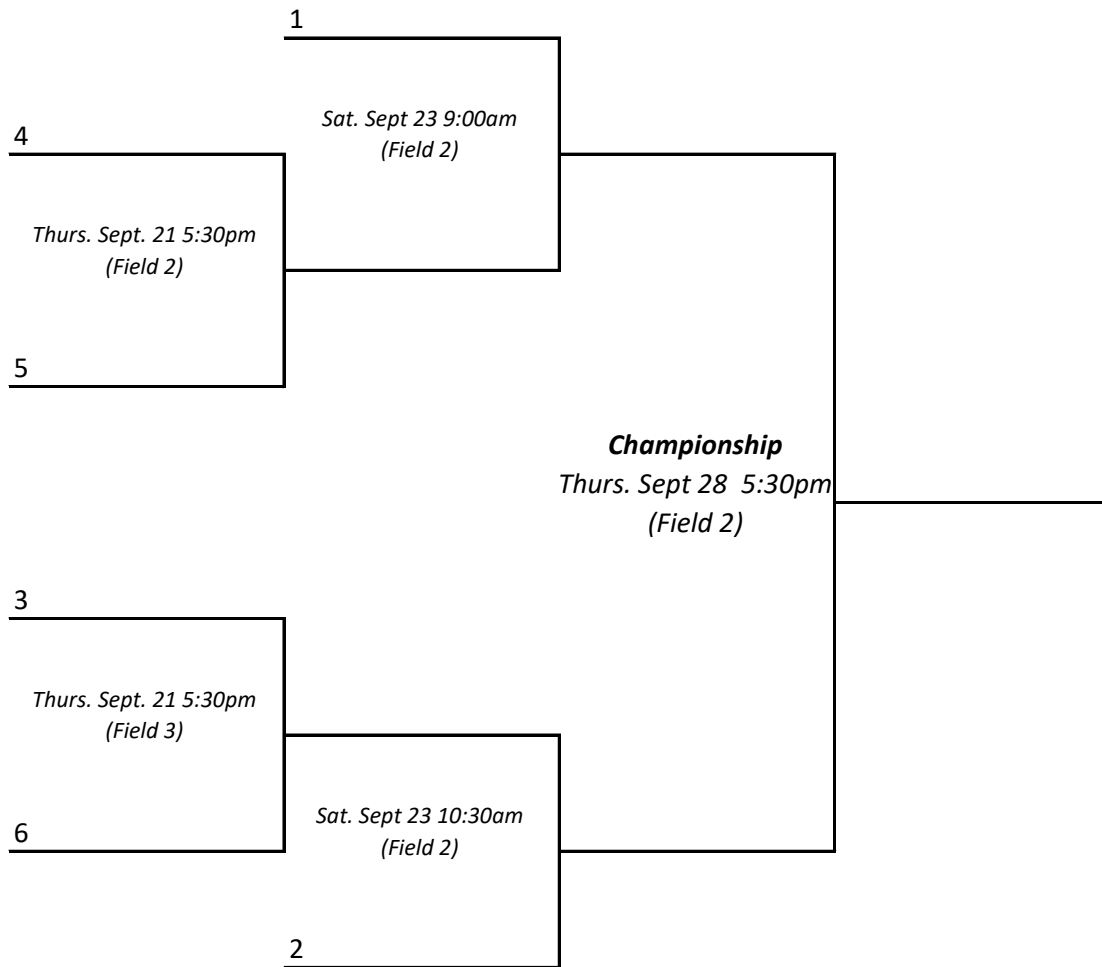 1
Sat. Sept 23 9:00am
(Field 2)
4
Thurs. Sept. 21 5:30pm
(Field 2)
5
Championship
Thurs. Sept 28  5:30pm
(Field 2)
3
Thurs. Sept. 21 5:30pm
(Field 3)
6
Sat. Sept 23 10:30am
(Field 2)
2